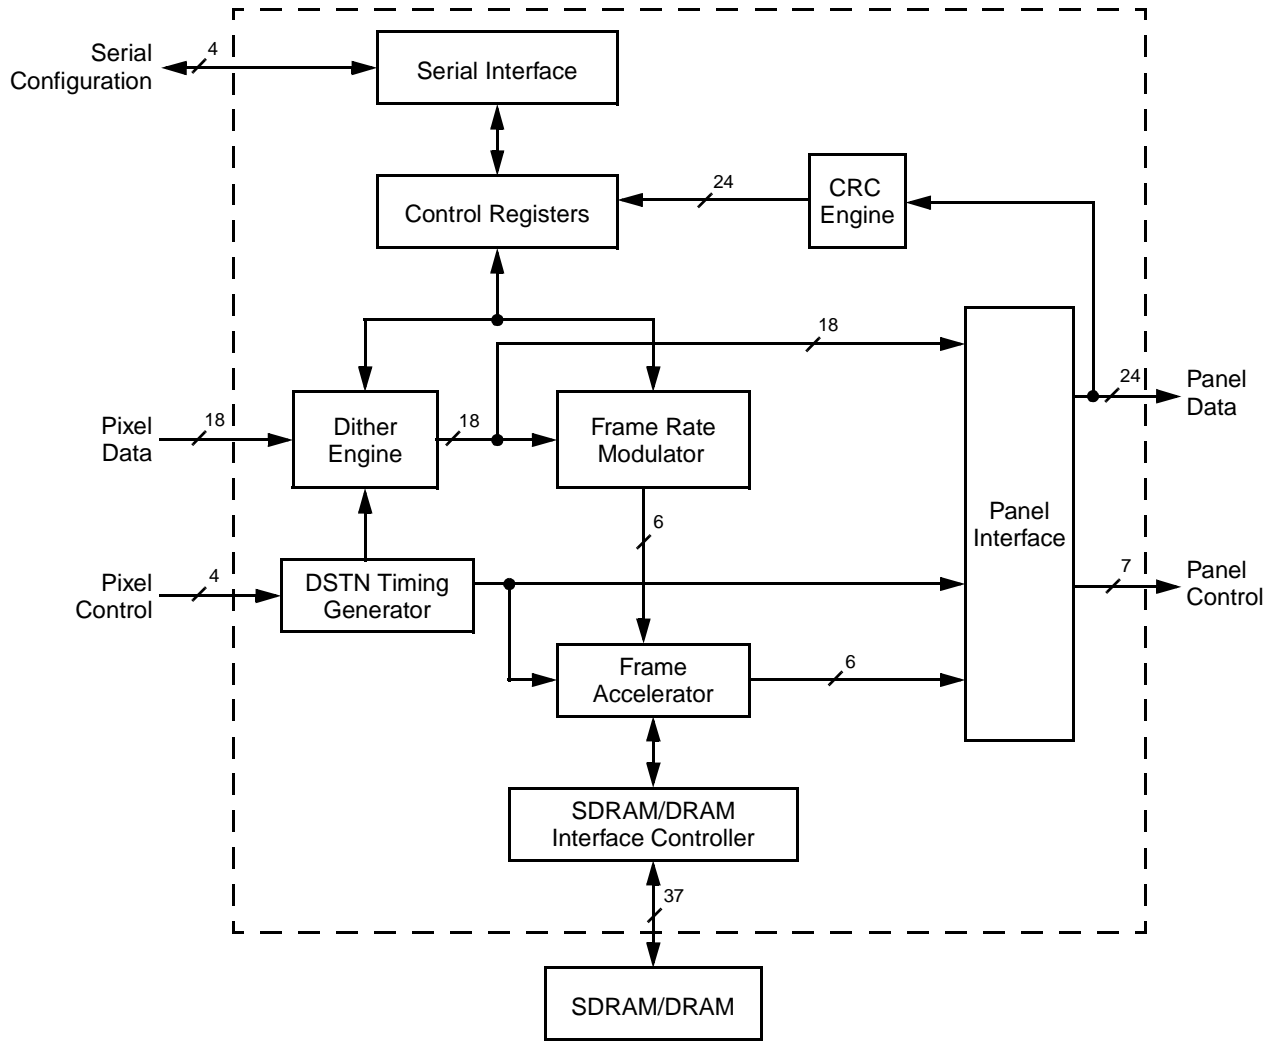 4
Serial
Configuration
Serial Interface
24
CRC
Engine
Control Registers
18
18
Pixel
Data
Dither
Engine
18
Frame Rate
Modulator
24
Panel
Data
6
Panel
Interface
4
Pixel
Control
DSTN Timing
Generator
7
Panel
Control
Frame
Accelerator
6
SDRAM/DRAM
Interface Controller
37
SDRAM/DRAM